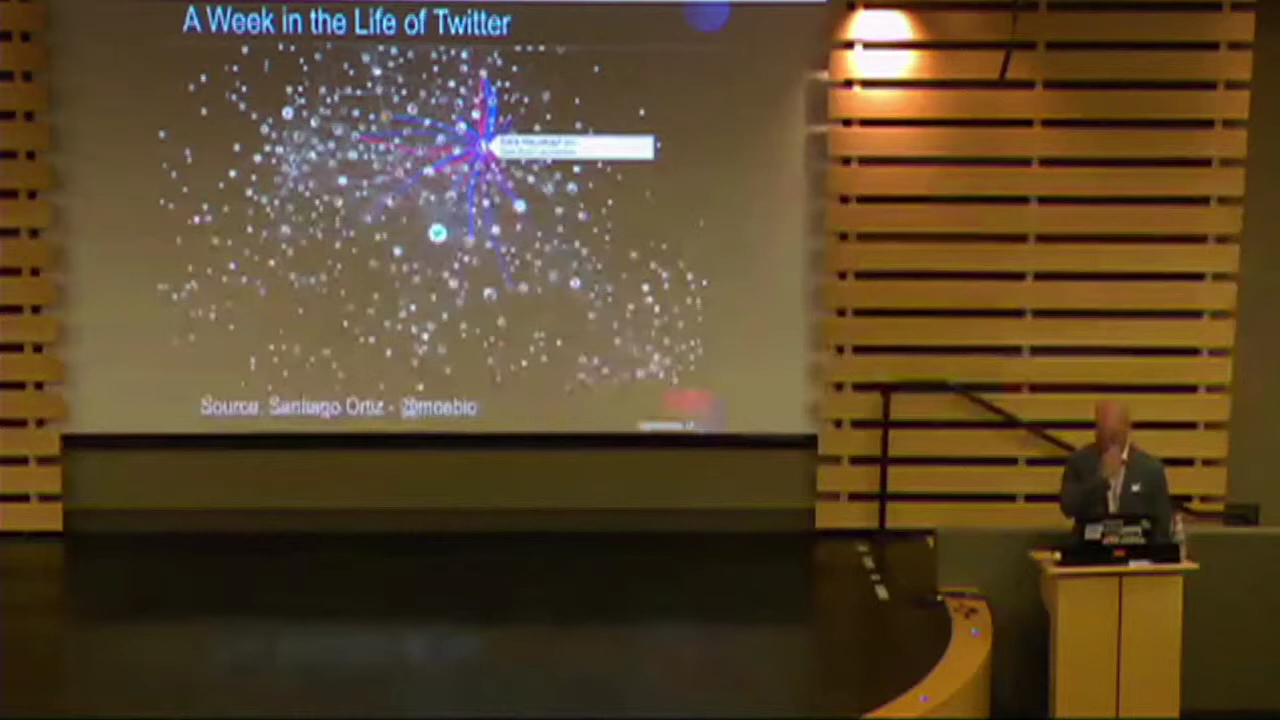 A Week in the Life of Twitter
Source: Santiago Ortiz - @moebio